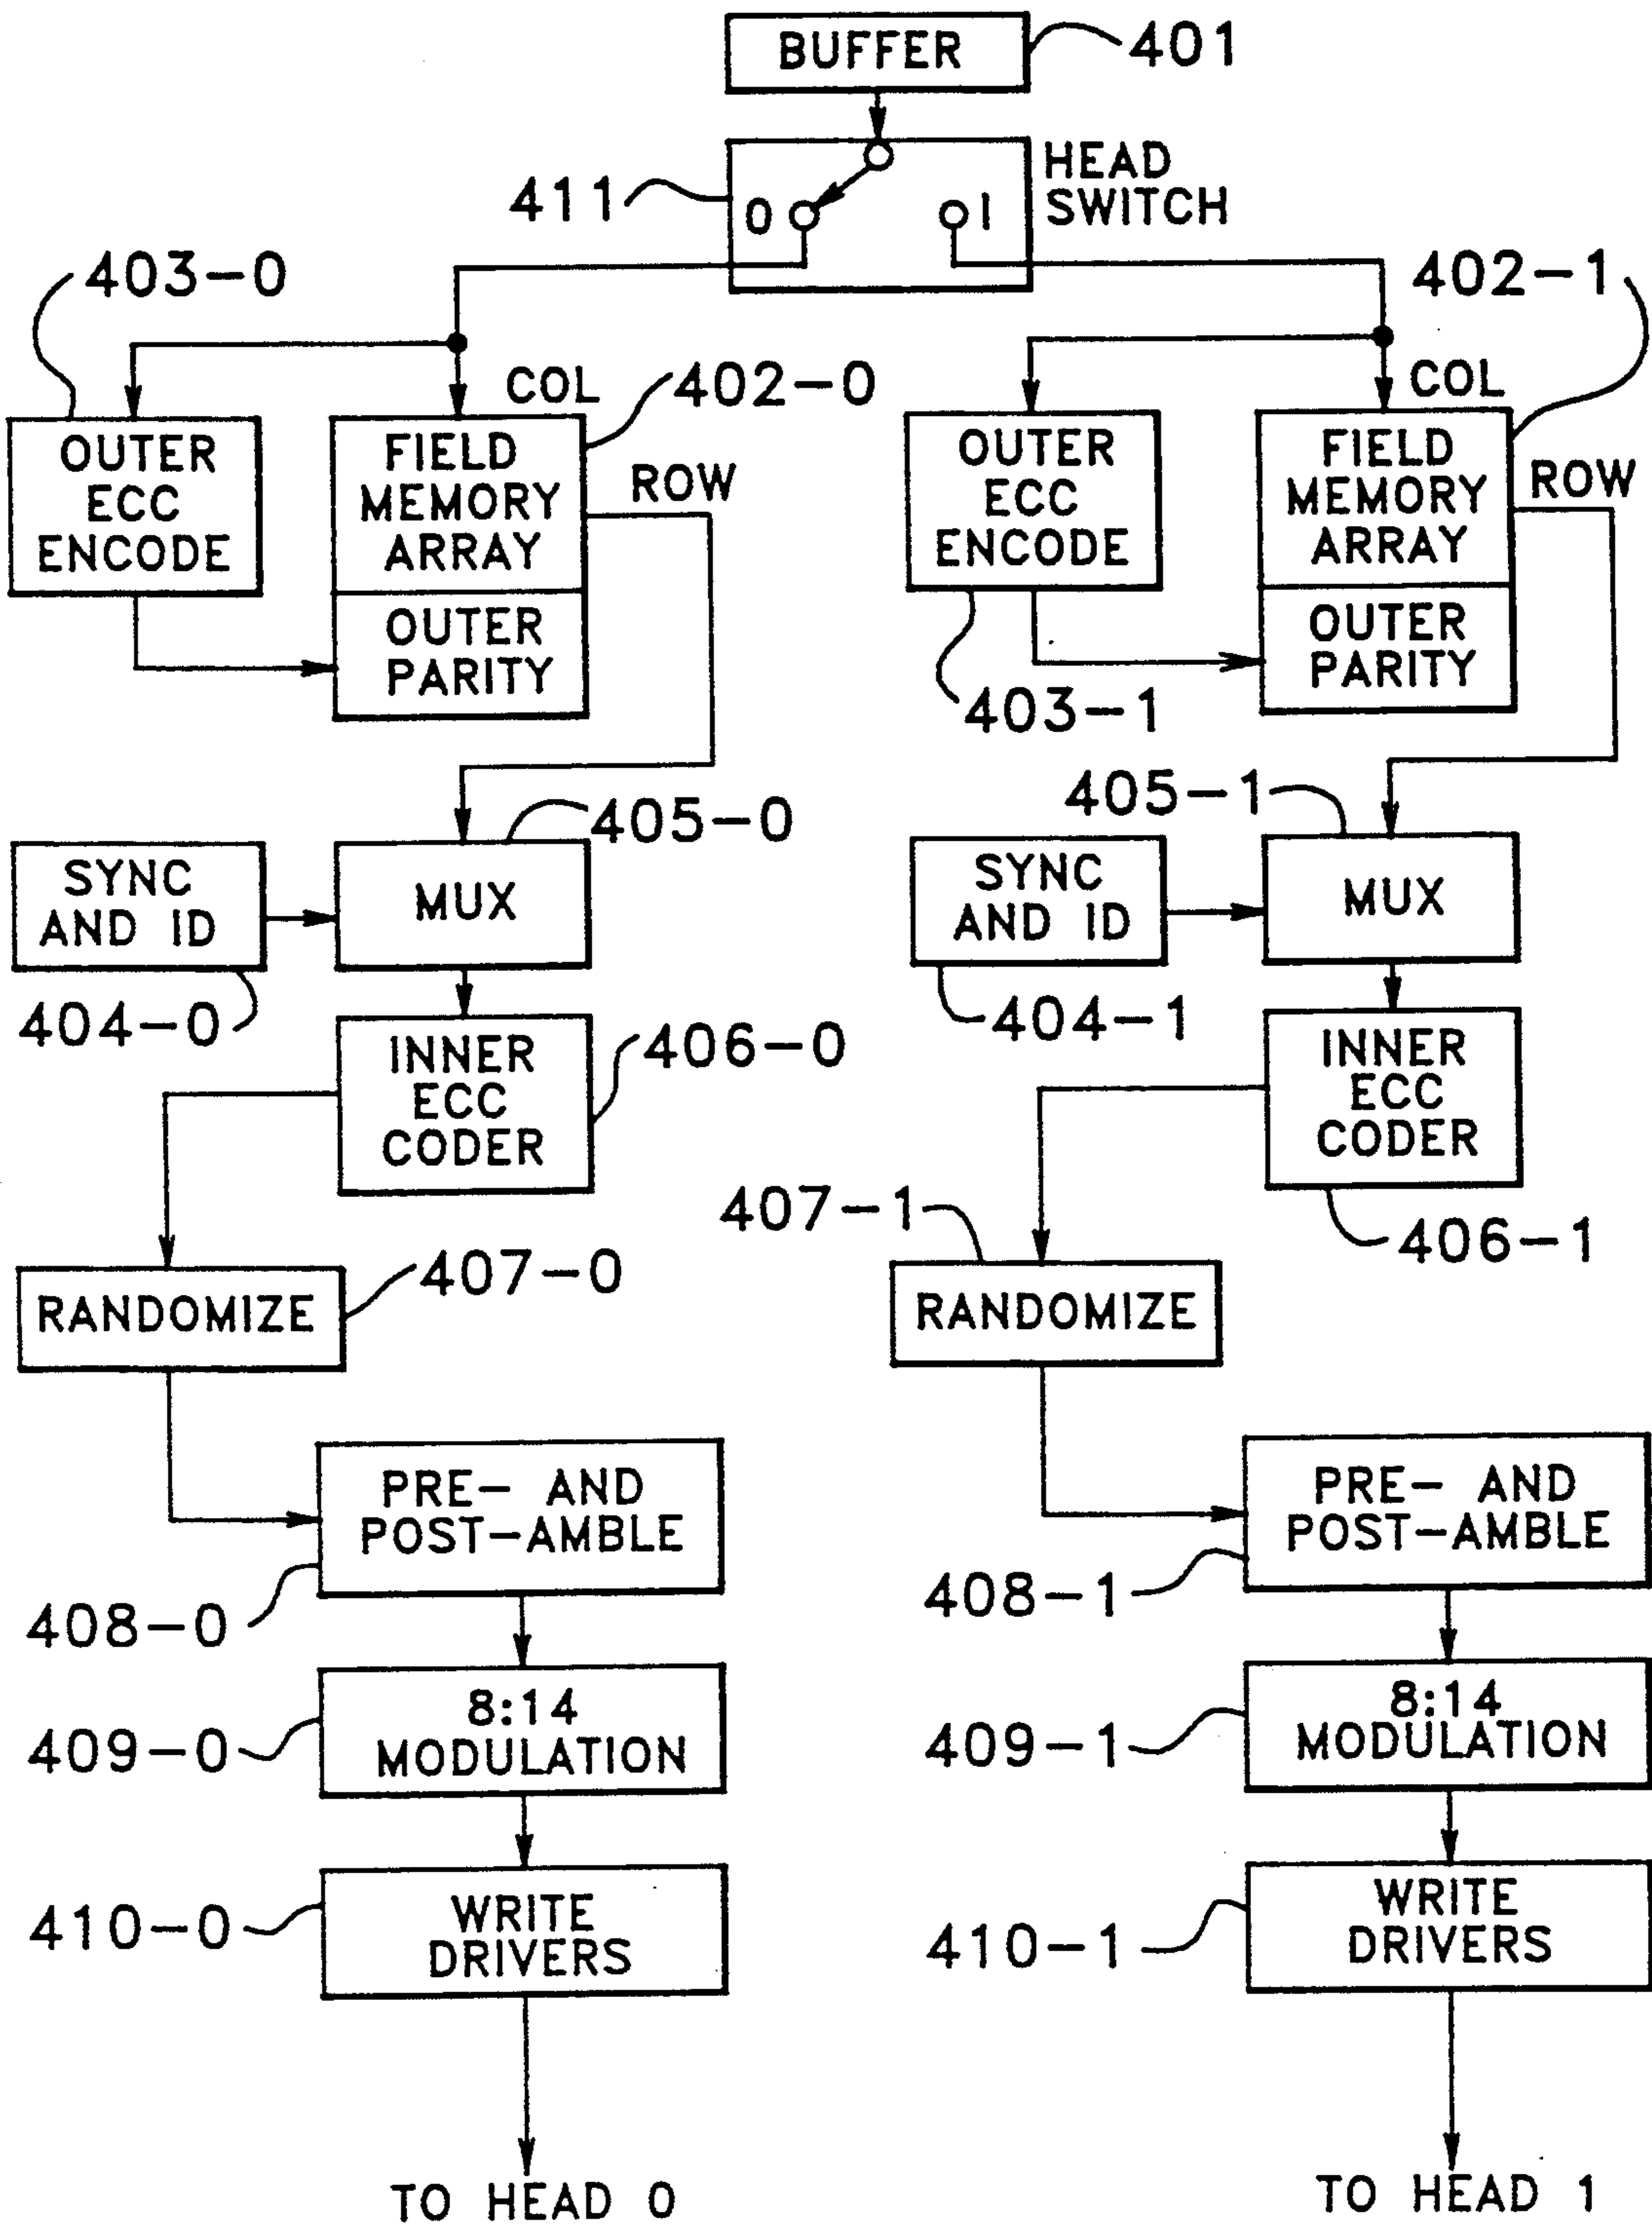 BUFFER
401
HEAD
SWITCH
411
0
1
403-0
402-1
COL
402-0
COL
OUTER
ECC
ENCODE
FIELD
MEMORY
ARRAY
ROW
OUTER
PARITY
OUTER
ECC
ENCODE
FIELD
MEMORY
ARRAY
ROW
OUTER
PARITY
403-1
405-0
405-1
SYNC
AND ID
MUX
SYNC
AND ID
MUX
404-0
404-1
INNER
ECC
CODER
406-0
INNER
ECC
CODER
406-1
407-0
407-1
RANDOMIZE
RANDOMIZE
PRE- AND
POST-AMBLE
PRE- AND
POST-AMBLE
408-0
408-1
8:14
MODULATION
8:14
MODULATION
409-0
409-1
WRITE
DRIVERS
WRITE
DRIVERS
410-0
410-1
TO HEAD 0
TO HEAD 1